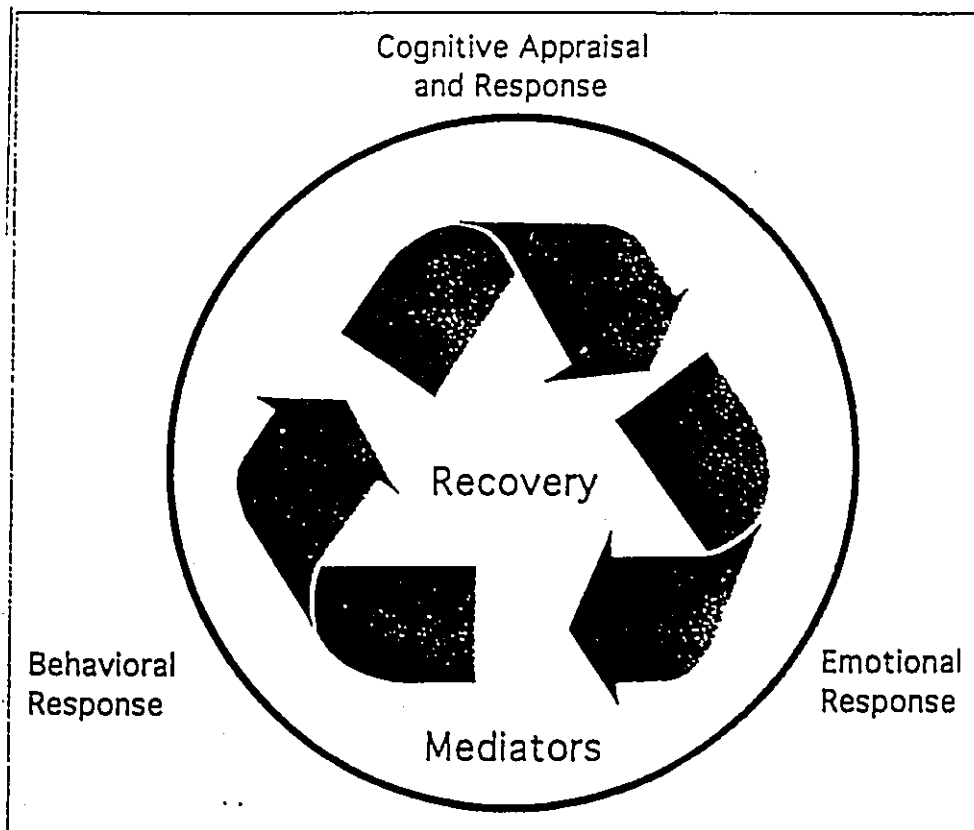 Cognitive Appraisal
and Response
Recovery
Behavioral
Response
Emotional
Response
Mediators